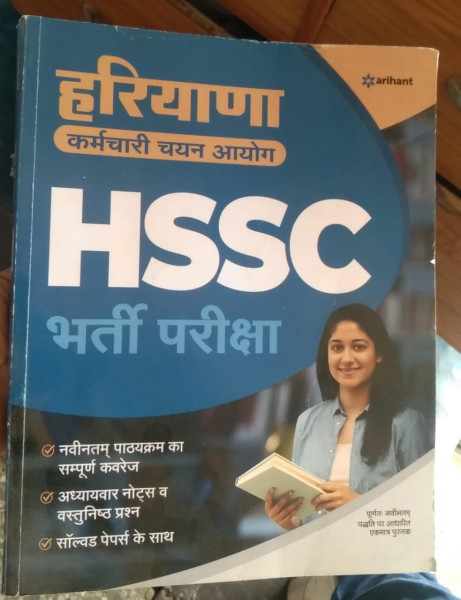 arihant
हरियाणा
कर्मचारी चयन आयोग
HSSC
भर्ती परीक्षा
नवीनतम् पाठ्यक्रम का
सम्पूर्ण कवरेज
अध्यायवार नोट्स व
वस्तुनिष्ठ प्रश्न
सॉल्वड पेपर्स के साथ
पूर्णतः नवीनतम्
पद्धति पर आधारित
एकमात्र पुस्तक